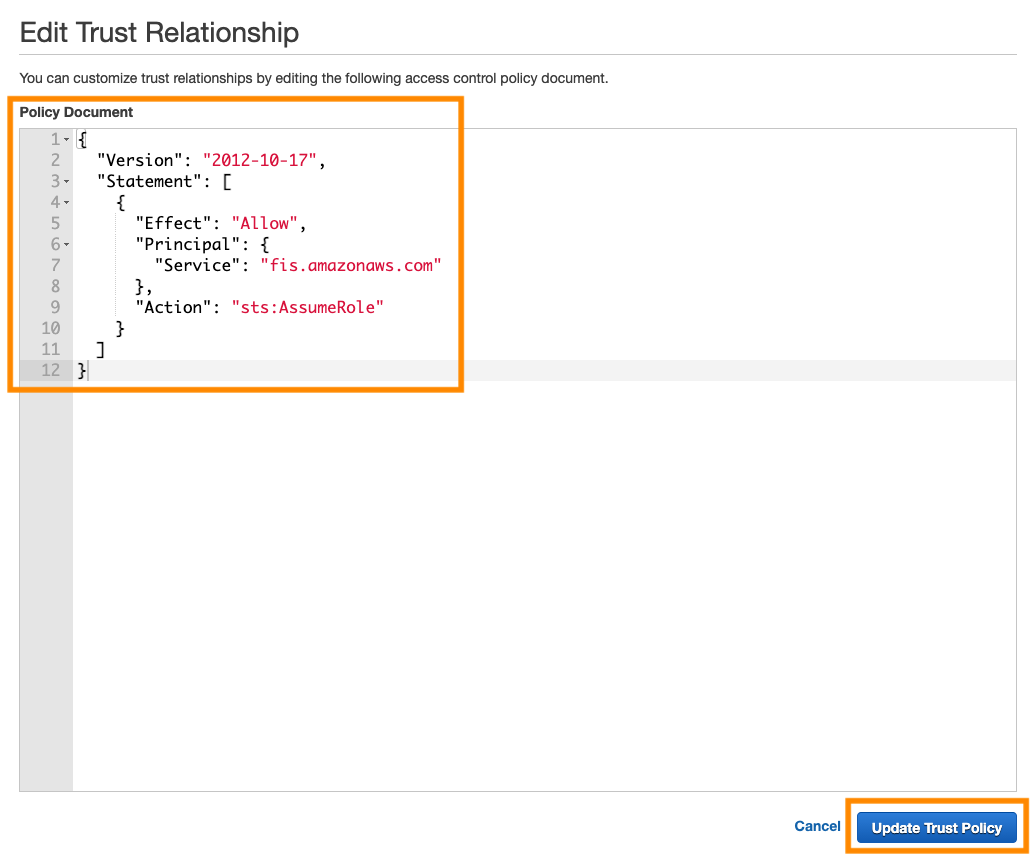 Edit Trust Relationship
You can customize trust relationships by editing the following access control policy document.
Policy Document
1 {
2   "Version": "2012-10-17",
3   "Statement": [
4     {
5       "Effect": "Allow",
6       "Principal": {
7         "Service": "fis.amazonaws.com"
8       },
9       "Action": "sts:AssumeRole"
10     }
11   ]
12 }
Cancel Update Trust Policy